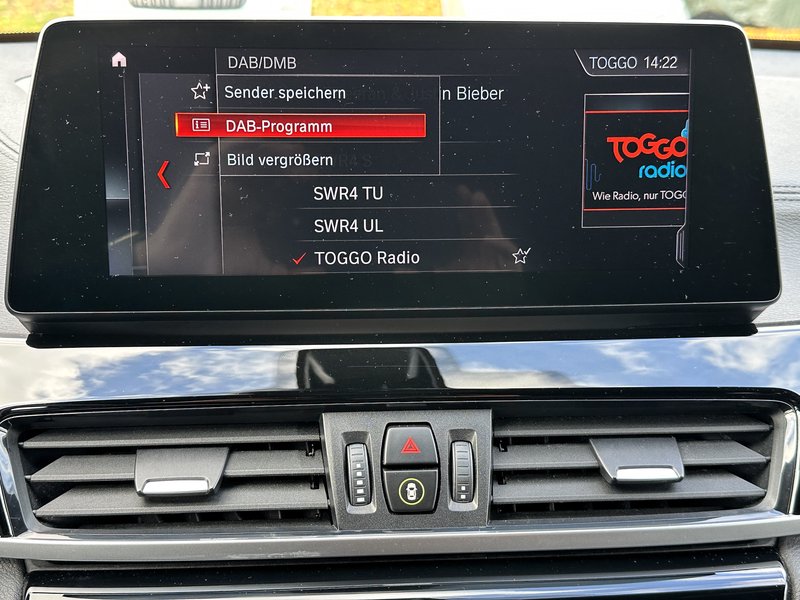 DAB/DMB
TOGGO 14:22
Sender speichern
n Bieber
DAB-Programm
Bild vergrößern
SWR4 TU
SWR4 UL
TOGGO Radio
TOGGO
radio
Wie Radio, nur TOGG